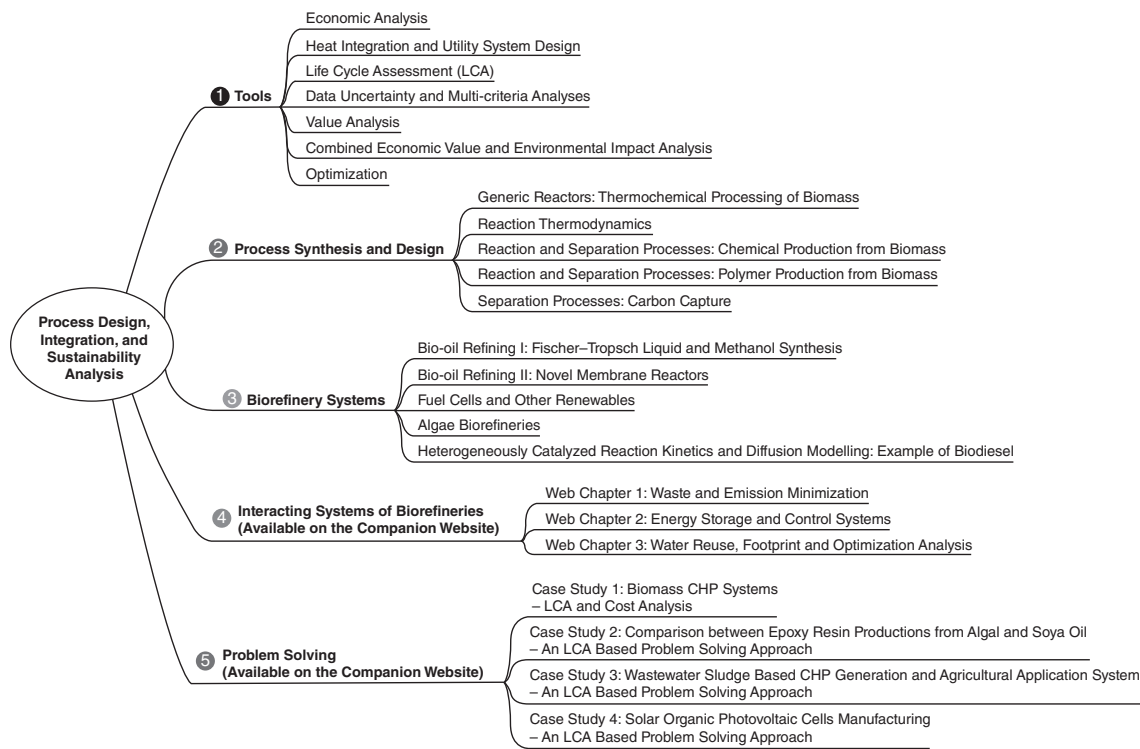 Process Design,
Integration, and
Sustainability
Analysis
1 Tools
Economic Analysis
Heat Integration and Utility System Design
Life Cycle Assessment (LCA)
Data Uncertainty and Multi-criteria Analyses
Value Analysis
Combined Economic Value and Environmental Impact Analysis
Optimization
2 Process Synthesis and Design
Generic Reactors: Thermochemical Processing of Biomass
Reaction Thermodynamics
Reaction and Separation Processes: Chemical Production from Biomass
Reaction and Separation Processes: Polymer Production from Biomass
Separation Processes: Carbon Capture
3 Biorefinery Systems
Bio-oil Refining I: Fischer–Tropsch Liquid and Methanol Synthesis
Bio-oil Refining II: Novel Membrane Reactors
Fuel Cells and Other Renewables
Algae Biorefineries
Heterogeneously Catalyzed Reaction Kinetics and Diffusion Modelling: Example of Biodiesel
4 Interacting Systems of Biorefineries
(Available on the Companion Website)
Web Chapter 1: Waste and Emission Minimization
Web Chapter 2: Energy Storage and Control Systems
Web Chapter 3: Water Reuse, Footprint and Optimization Analysis
5 Problem Solving
(Available on the Companion Website)
Case Study 1: Biomass CHP Systems
– LCA and Cost Analysis
Case Study 2: Comparison between Epoxy Resin Productions from Algal and Soya Oil
– An LCA Based Problem Solving Approach
Case Study 3: Wastewater Sludge Based CHP Generation and Agricultural Application System
– An LCA Based Problem Solving Approach
Case Study 4: Solar Organic Photovoltaic Cells Manufacturing
– An LCA Based Problem Solving Approach